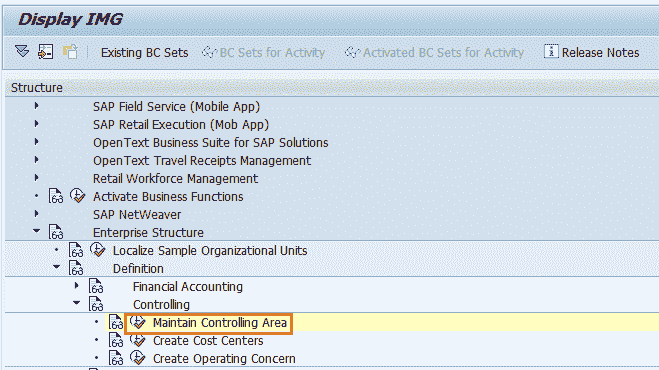 Display IMG
Existing BC Sets BC Sets for Activity Activated BC Sets for Activity Release Notes
Structure
SAP Field Service (Mobile App)
SAP Retail Execution (Mob App)
OpenText Business Suite for SAP Solutions
OpenText Travel Receipts Management
Retail Workforce Management
Activate Business Functions
SAP NetWeaver
Enterprise Structure
Localize Sample Organizational Units
Definition
Financial Accounting
Controlling
Maintain Controlling Area
Create Cost Centers
Create Operating Concern